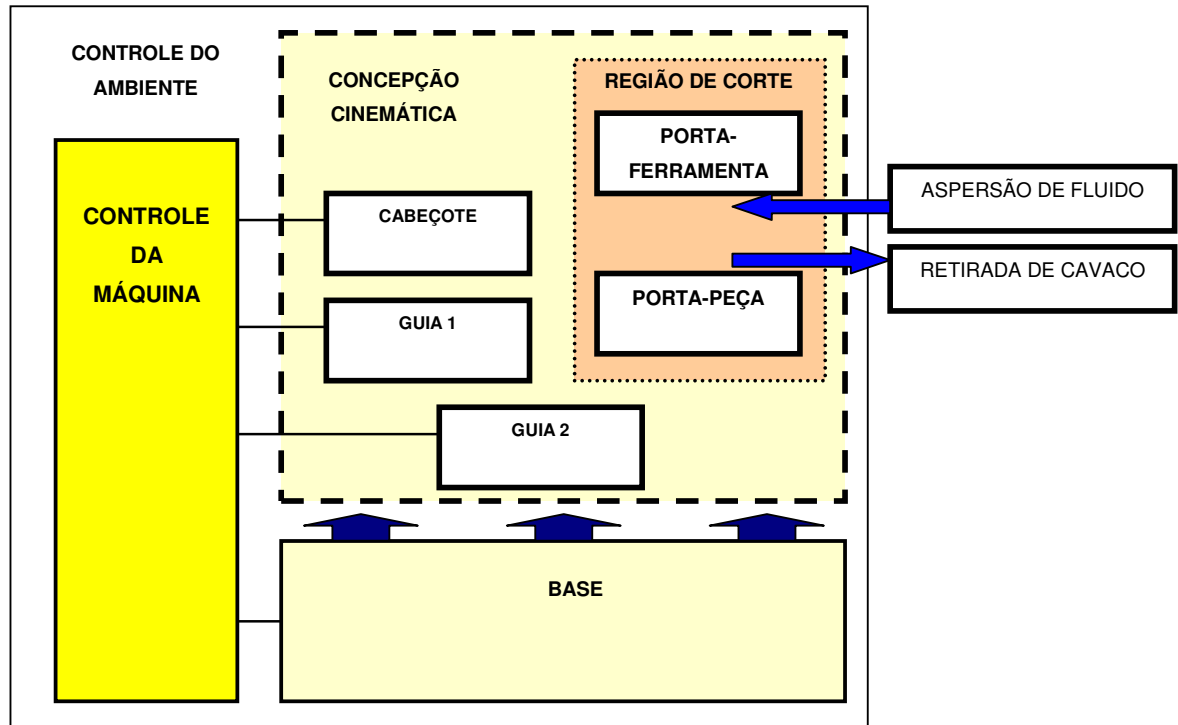 CONTROLE DO
AMBIENTE
CONTROLE
DA
MÁQUINA
CONCEPÇÃO
CINEMÁTICA
CABEÇOTE
GUIA 1
GUIA 2
REGIÃO DE CORTE
PORTA-
FERRAMENTA
PORTA-PEÇA
ASPERSÃO DE FLUIDO
RETIRADA DE CAVACO
BASE